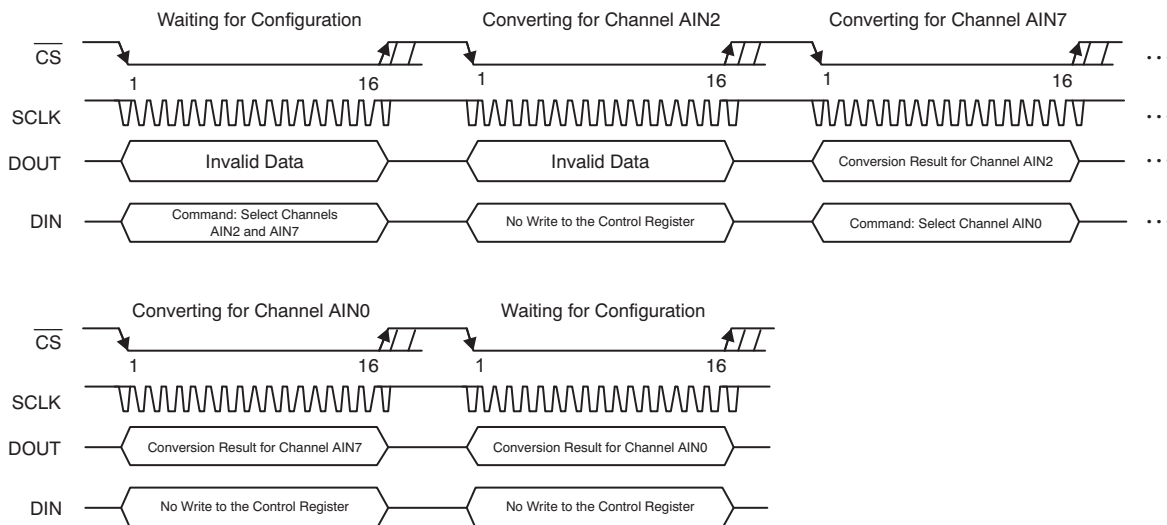 Waiting for Configuration Converting for Channel AIN2 Converting for Channel AIN7
CS ...
1 16 1 16 1 16
SCLK ...
DOUT Invalid Data Invalid Data Conversion Result for Channel AIN2 ...
DIN Command: Select Channels
AIN2 and AIN7 No Write to the Control Register Command: Select Channel AIN0 ...
Converting for Channel AIN0 Waiting for Configuration
CS
1 16 1 16
SCLK
DOUT Conversion Result for Channel AIN7 Conversion Result for Channel AIN0
DIN No Write to the Control Register No Write to the Control Register